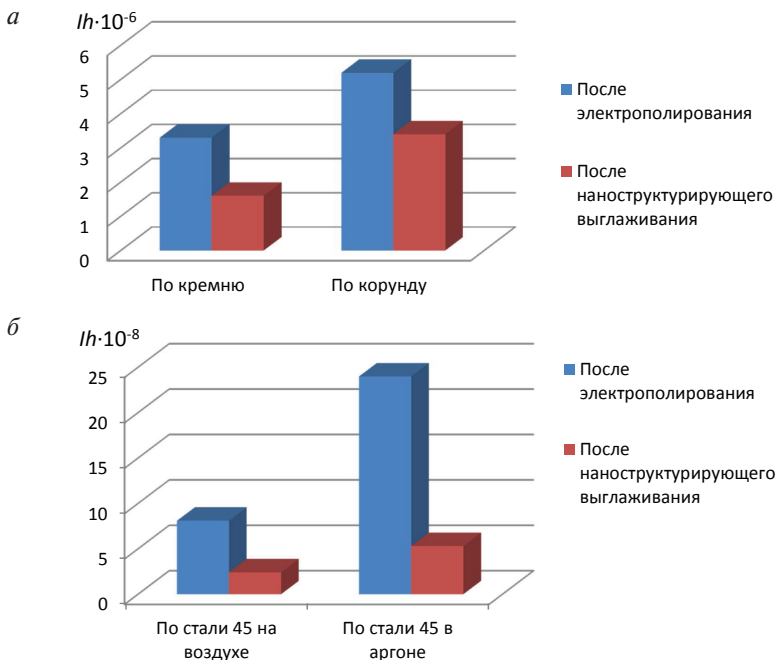 а
Ih·10⁻⁶
6
5
4
3
2
1
0
По кремню
По корунду
После
электрополирования
После
наноструктурирующего
выглаживания
б
Ih·10⁻⁸
25
20
15
10
5
0
По стали 45 на
воздухе
По стали 45 в
аргоне
После
электрополирования
После
наноструктурирующего
выглаживания